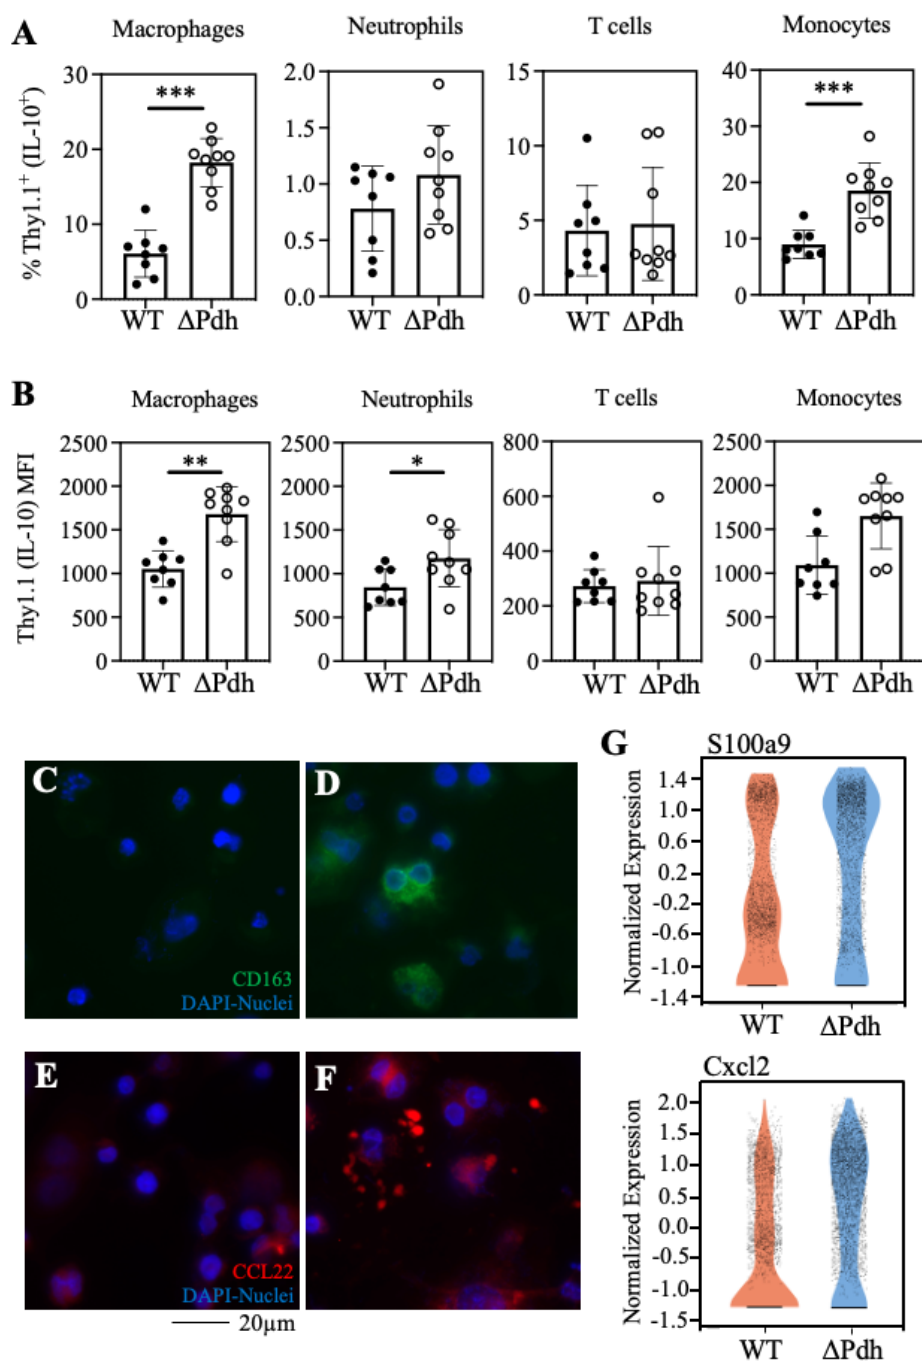 A
Macrophages
Neutrophils
T cells
Monocytes
% Thy1.1+ (IL-10+)
30
20
10
0
***
WT ΔPdh
2.0
1.5
1.0
0.5
0.0
WT ΔPdh
15
10
5
0
WT ΔPdh
40
30
20
10
0
***
WT ΔPdh
B
Macrophages
Neutrophils
T cells
Monocytes
Thy1.1 (IL-10) MFI
2500
2000
1500
1000
500
0
**
WT ΔPdh
2500
2000
1500
1000
500
0
*
WT ΔPdh
800
600
400
200
0
WT ΔPdh
2500
2000
1500
1000
500
0
WT ΔPdh
C
CD163
DAPI-Nuclei
D
E
CCL22
DAPI-Nuclei
F
20µm
G
S100a9
Normalized Expression
1.4
1.0
0.6
0.2
-0.2
-0.6
-1.0
-1.4
WT ΔPdh
Cxcl2
Normalized Expression
2.0
1.5
1.0
0.5
0.0
-0.5
-1.0
-1.5
WT ΔPdh